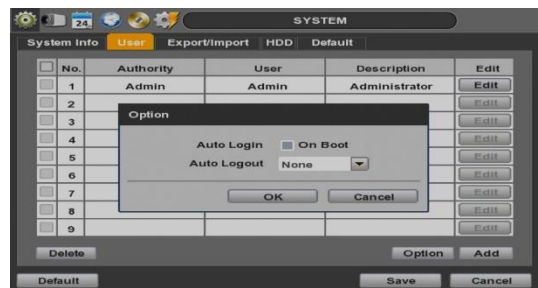 24 SYSTEM
System Info User Export/Import HDD Default
No. Authority User Description Edit
1 Admin Admin Administrator Edit
2 Edit
3 Edit
4 Edit
5 Edit
6 Edit
7 Edit
8 Edit
9 Edit
Option
Auto Login On Boot
Auto Logout None
OK Cancel
Delete Option Add
Default Save Cancel